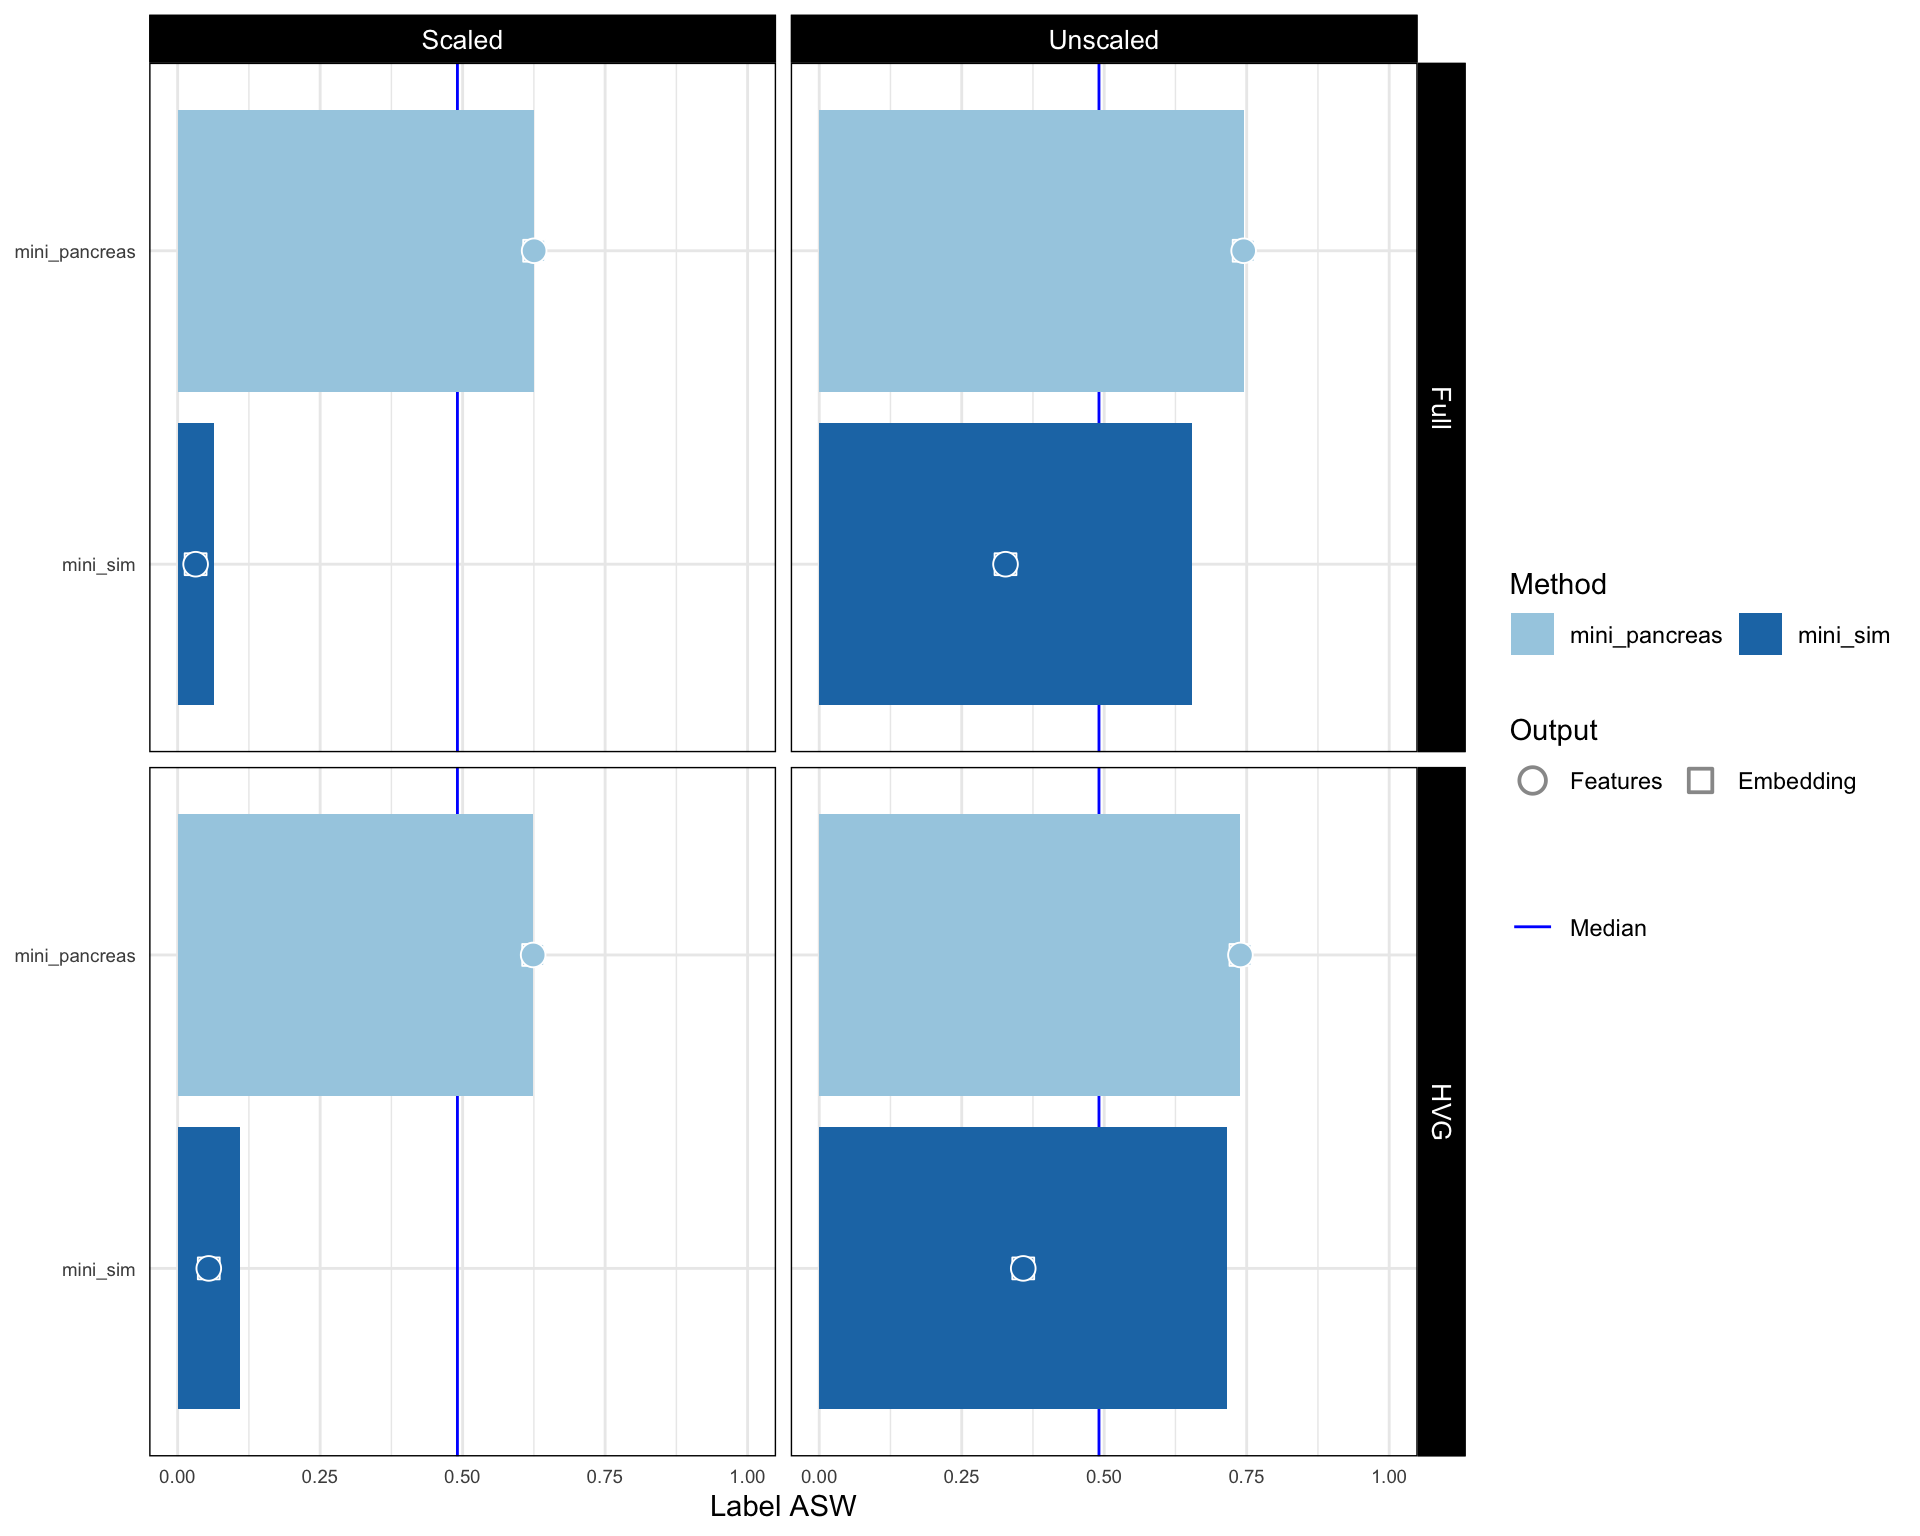 Scaled
Unscaled
mini_pancreas
mini_sim
Full
mini_pancreas
mini_sim
HVG
0.00 0.25 0.50 0.75 1.00
0.00 0.25 0.50 0.75 1.00
Label ASW
Method
mini_pancreas mini_sim
Output
Features Embedding
Median